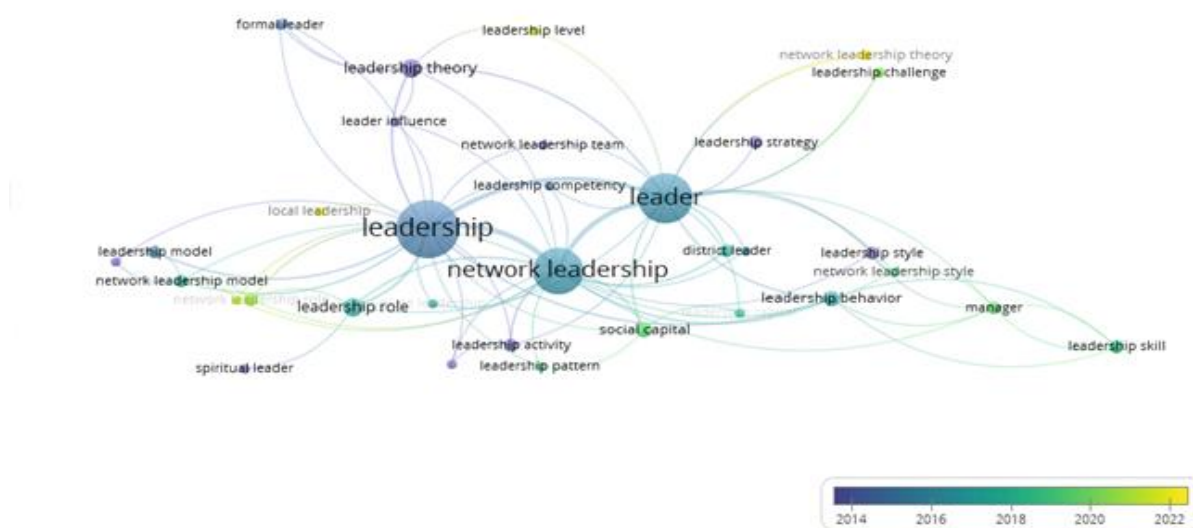 formal leader
leadership level
network leadership theory
leadership theory
leadership challenge
leader influence
network leadership team
leadership strategy
leadership competency
leader
local leadership
leadership
leadership model
district leader
leadership style
network leadership
network leadership style
network leadership model
leadership behavior
leadership role
manager
social capital
leadership activity
leadership skill
spiritual leader
leadership pattern
2014 2016 2018 2020 2022